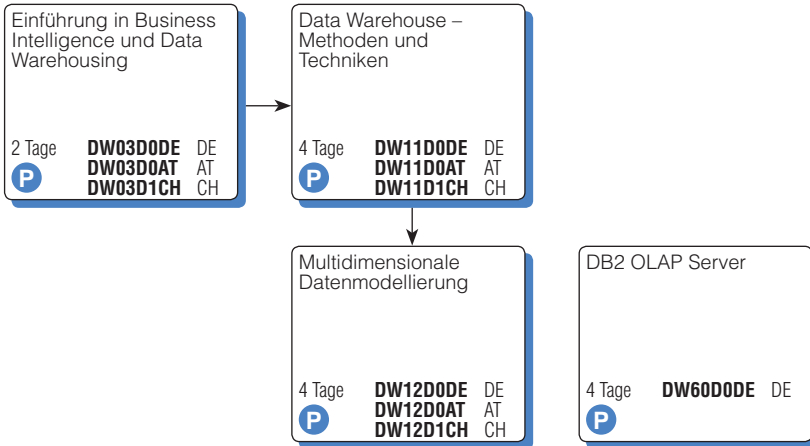 Einführung in Business
Intelligence und Data
Warehousing
2 Tage DW03D0DE DE
DW03D0AT AT
P DW03D1CH CH
Data Warehouse –
Methoden und
Techniken
4 Tage DW11D0DE DE
DW11D0AT AT
P DW11D1CH CH
Multidimensionale
Datenmodellierung
4 Tage DW12D0DE DE
DW12D0AT AT
P DW12D1CH CH
DB2 OLAP Server
4 Tage DW60D0DE DE
P